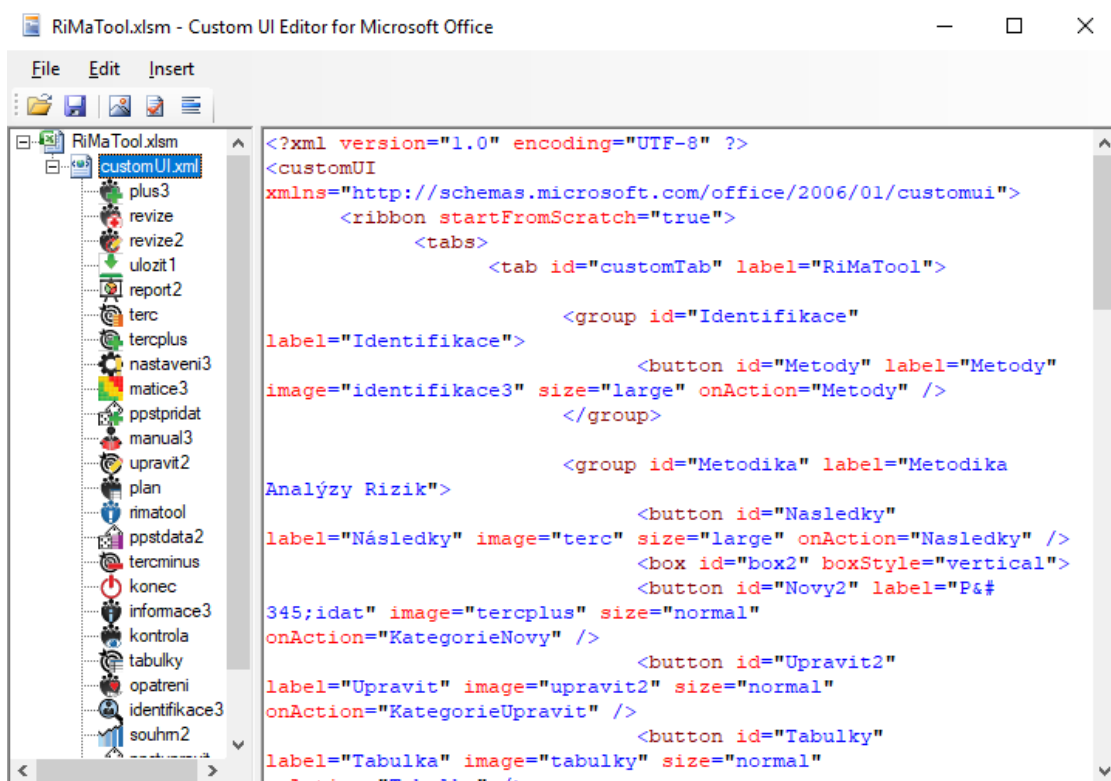 RiMaTool.xlsm - Custom UI Editor for Microsoft Office
File Edit Insert
RiMaTool.xlsm
customUI.xml
plus3
revize
revize2
ulozit1
report2
terc
tercplus
nastaveni3
matice3
ppstpridat
manual3
upravit2
plan
rimatool
ppstdata2
tercminus
konec
informace3
kontrola
tabulky
opatreni
identifikace3
souhrn2
<?xml version="1.0" encoding="UTF-8" ?>
<customUI
xmlns="http://schemas.microsoft.com/office/2006/01/customui">
<ribbon startFromScratch="true">
<tabs>
<tab id="customTab" label="RiMaTool">
<group id="Identifikace"
label="Identifikace">
<button id="Metody" label="Metody"
image="identifikace3" size="large" onAction="Metody" />
</group>
<group id="Metodika" label="Metodika
Analýzy Rizik">
<button id="Nasledky"
label="Následky" image="terc" size="large" onAction="Nasledky" />
<box id="box2" boxStyle="vertical">
<button id="Novy2" label="P&#
345;idat" image="tercplus" size="normal"
onAction="KategorieNovy" />
<button id="Upravit2"
label="Upravit" image="upravit2" size="normal"
onAction="KategorieUpravit" />
<button id="Tabulky"
label="Tabulka" image="tabulky" size="normal"